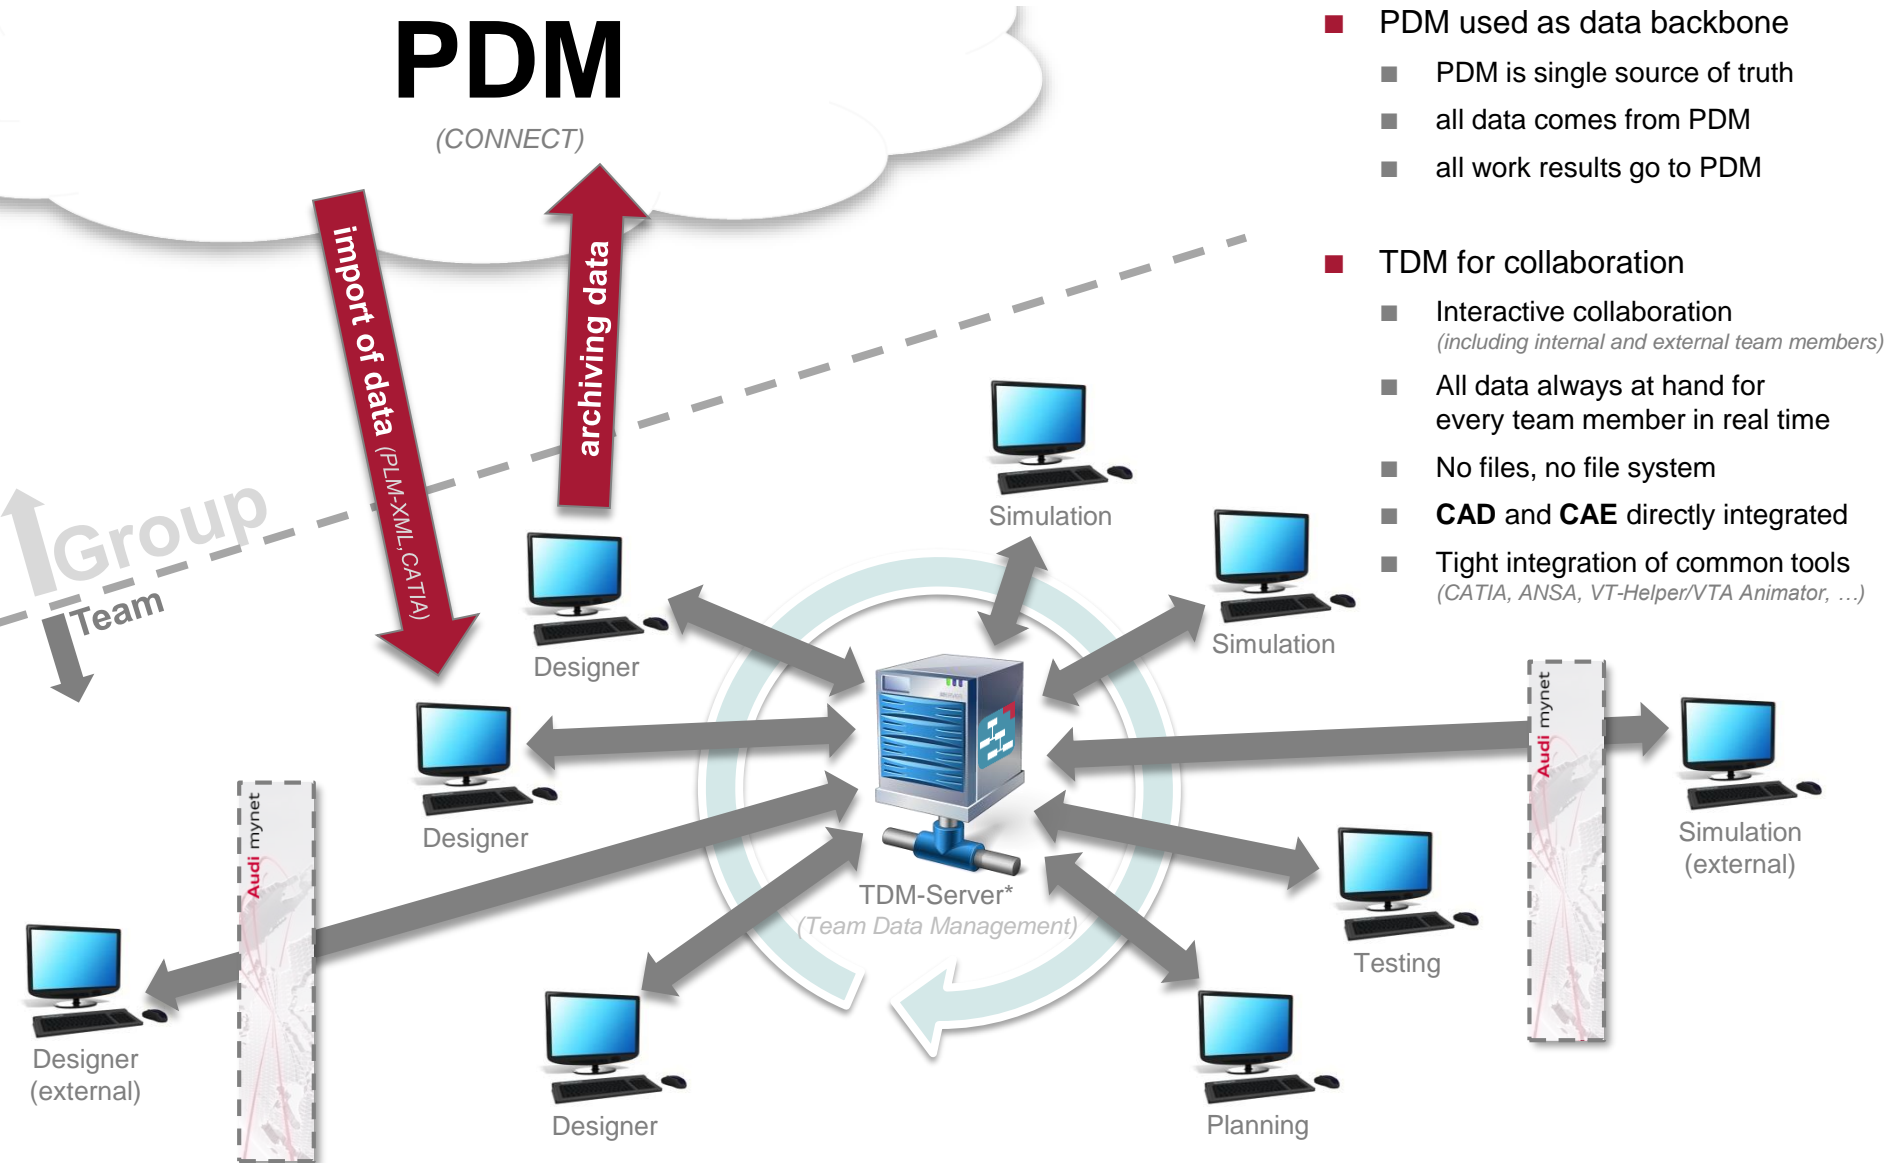 PDM
(CONNECT)
import of data (PLM-XML,CATIA)
archiving data
Group
Team
■ PDM used as data backbone
■ PDM is single source of truth
■ all data comes from PDM
■ all work results go to PDM
■ TDM for collaboration
■ Interactive collaboration
(including internal and external team members)
■ All data always at hand for
every team member in real time
■ No files, no file system
■ CAD and CAE directly integrated
■ Tight integration of common tools
(CATIA, ANSA, VT-Helper/VTA Animator, …)
Simulation
Simulation
Designer
Designer
Audi mynet
Audi mynet
Simulation
(external)
TDM-Server*
(Team Data Management)
Testing
Designer
(external)
Designer
Planning